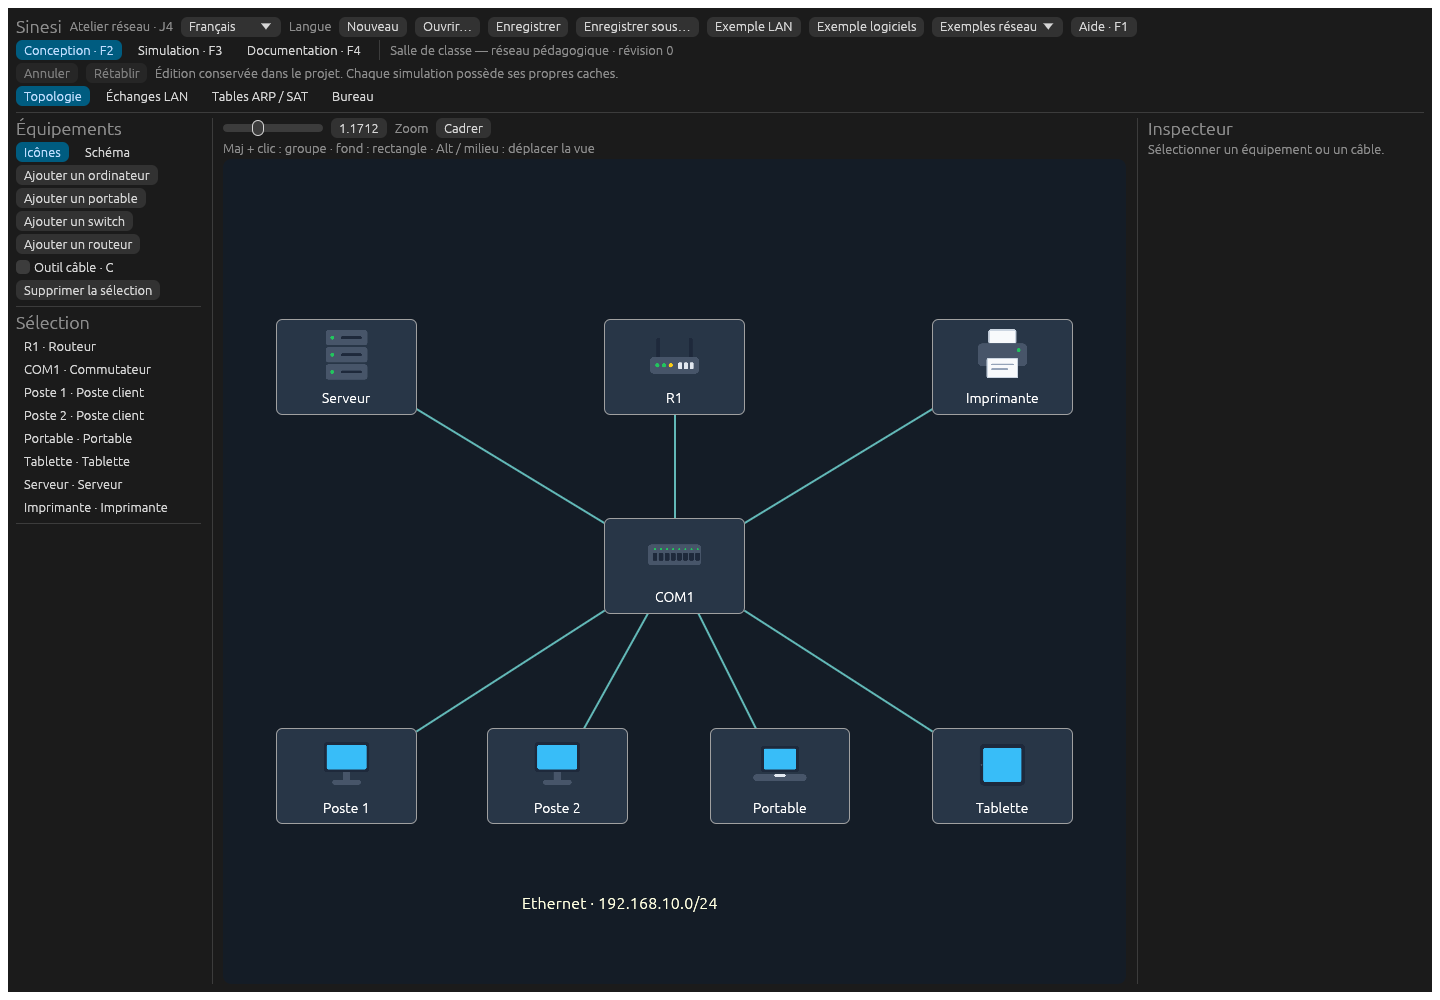 Sinesi Atelier réseau · J4 Français Langue Nouveau Ouvrir... Enregistrer Enregistrer sous... Exemple LAN Exemple logiciels Exemples réseau Aide · F1
Conception · F2 Simulation · F3 Documentation · F4 Salle de classe — réseau pédagogique · révision 0
Annuler Rétablir Édition conservée dans le projet. Chaque simulation possède ses propres caches.
Topologie Échanges LAN Tables ARP / SAT Bureau
Équipements
Icônes Schéma
Ajouter un ordinateur
Ajouter un portable
Ajouter un switch
Ajouter un routeur
Outil câble · C
Supprimer la sélection
Sélection
R1 · Routeur
COM1 · Commutateur
Poste 1 · Poste client
Poste 2 · Poste client
Portable · Portable
Tablette · Tablette
Serveur · Serveur
Imprimante · Imprimante
1.1712 Zoom Cadrer
Maj + clic : groupe · fond : rectangle · Alt / milieu : déplacer la vue
Serveur R1 Imprimante
COM1
Poste 1 Poste 2 Portable Tablette
Ethernet · 192.168.10.0/24
Inspecteur
Sélectionner un équipement ou un câble.